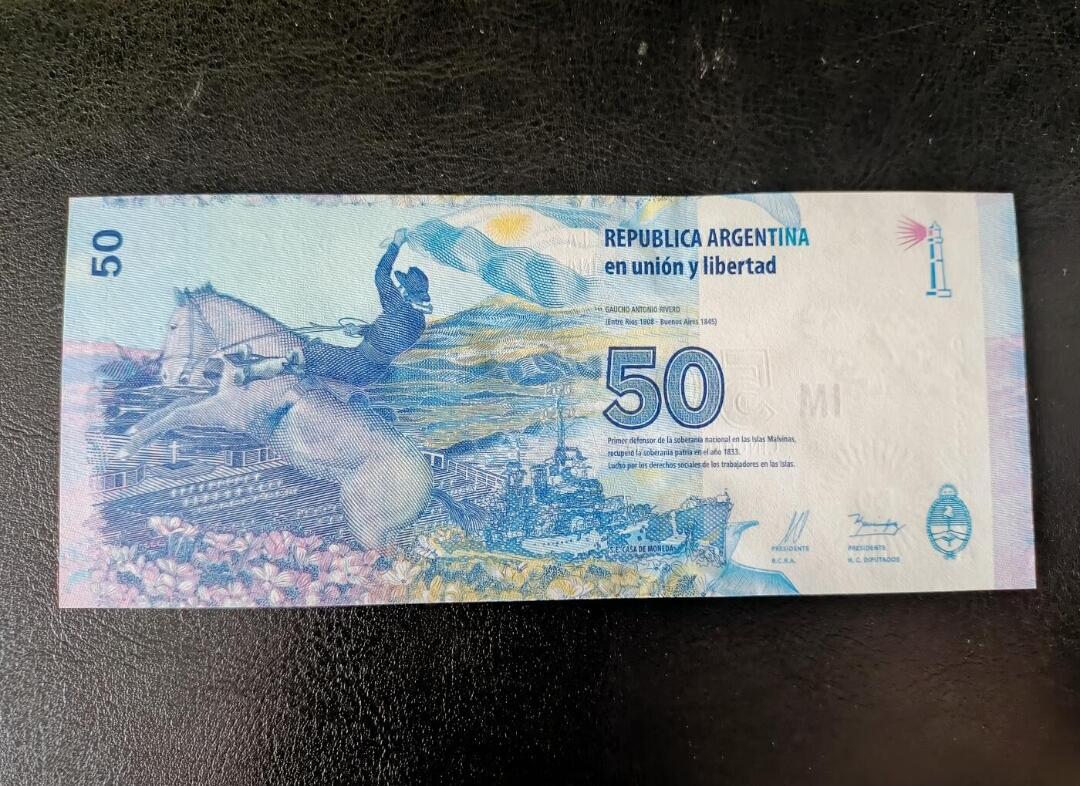 50
REPUBLICA ARGENTINA
en unión y libertad
GAUCHO ANTONIO RIVERO
(Entre Ríos 1808 - Buenos Aires 1845)
50
Primer defensor de la soberanía nacional en las Islas Malvinas,
recuperó la soberanía patria en el año 1833.
Luchó por los derechos sociales de los trabajadores en las Islas.
S.E. CASA DE MONEDA
PRESIDENTE
B.C.R.A.
PRESIDENTE
H. C. DIPUTADOS